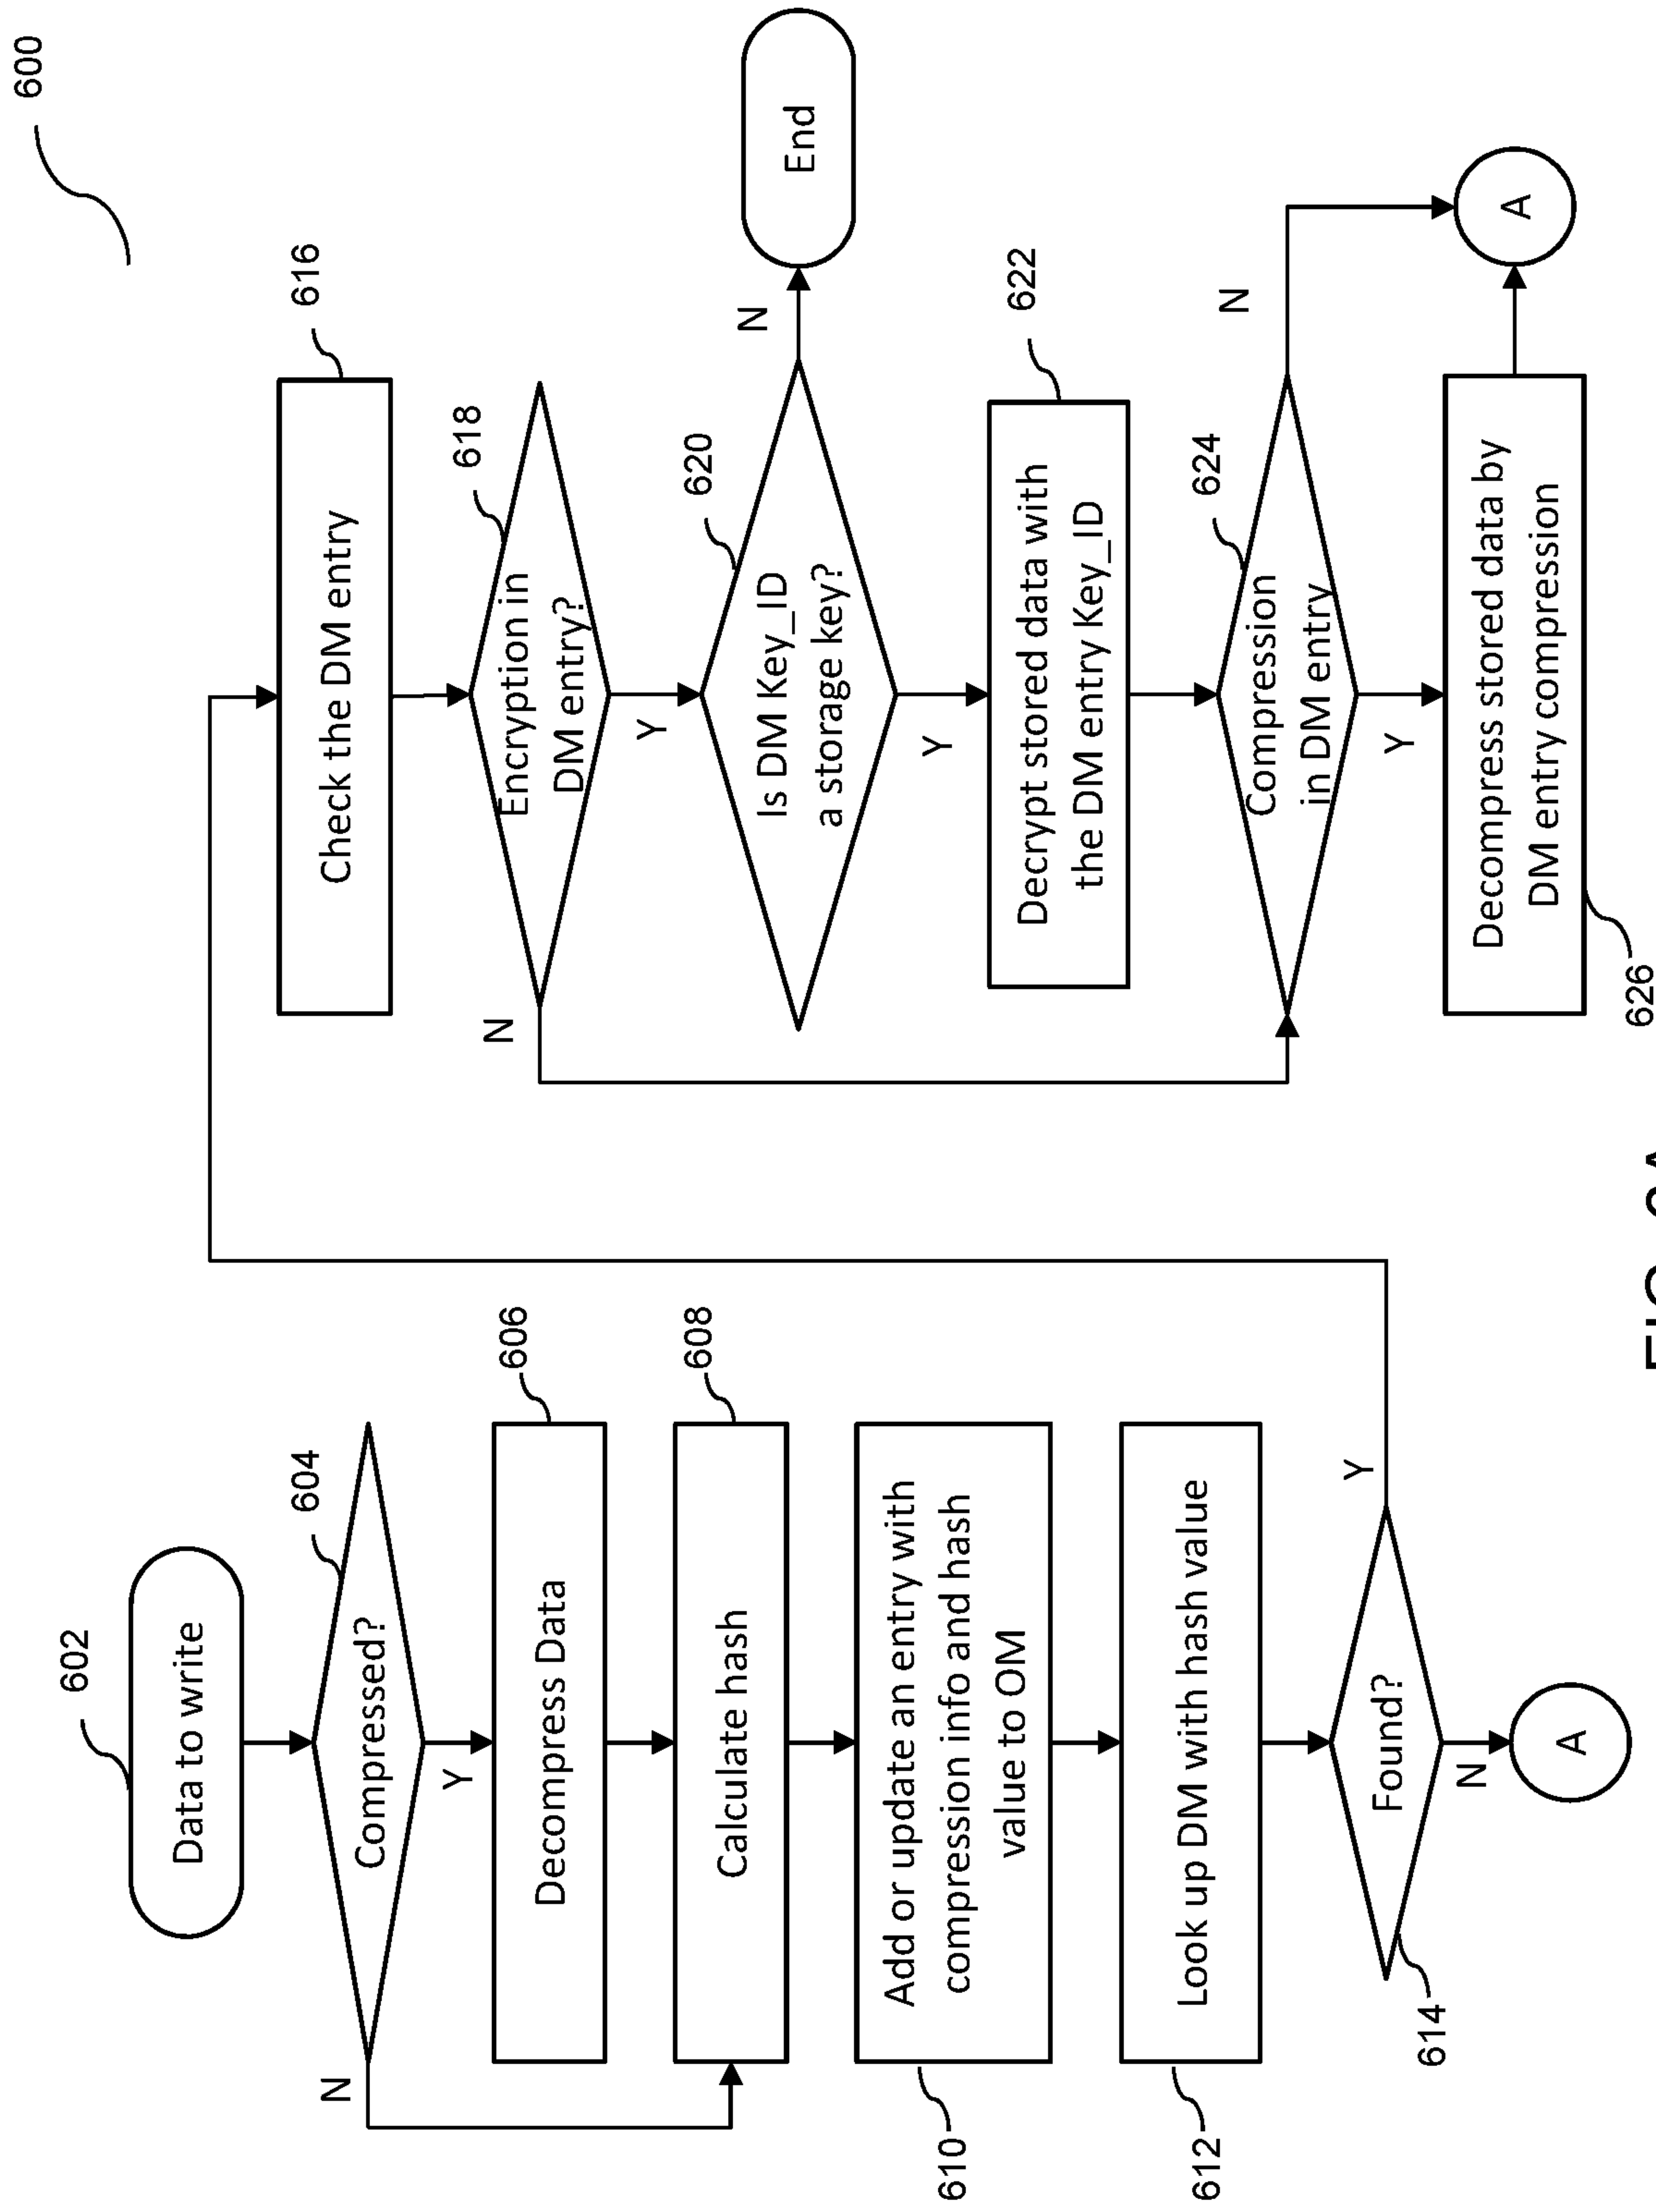 600
602
Data to write
604
Compressed?
N
Y
606
Decompress Data
608
Calculate hash
610
Add or update an entry with
compression info and hash
value to OM
612
Look up DM with hash value
614
Found?
Y
N
A
616
Check the DM entry
618
Encryption in
DM entry?
N
Y
620
Is DM Key_ID
a storage key?
N
End
Y
622
Decrypt stored data with
the DM entry Key_ID
624
Compression
in DM entry
N
Y
626
Decompress stored data by
DM entry compression
A